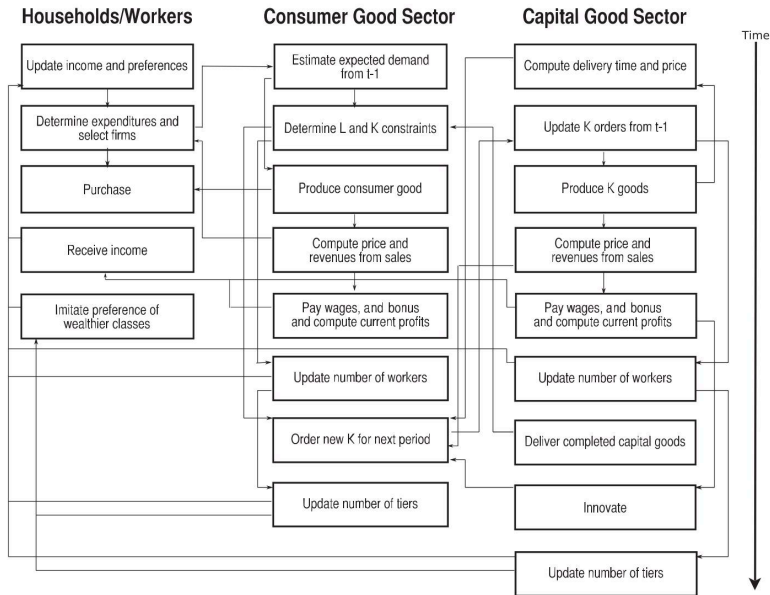 Households/Workers
Consumer Good Sector
Capital Good Sector
Time
Update income and preferences
Determine expenditures and
select firms
Purchase
Receive income
Imitate preference of
wealthier classes
Estimate expected demand
from t-1
Determine L and K constraints
Produce consumer good
Compute price and
revenues from sales
Pay wages, and bonus
and compute current profits
Update number of workers
Order new K for next period
Update number of tiers
Compute delivery time and price
Update K orders from t-1
Produce K goods
Compute price and
revenues from sales
Pay wages, and bonus
and compute current profits
Update number of workers
Deliver completed capital goods
Innovate
Update number of tiers